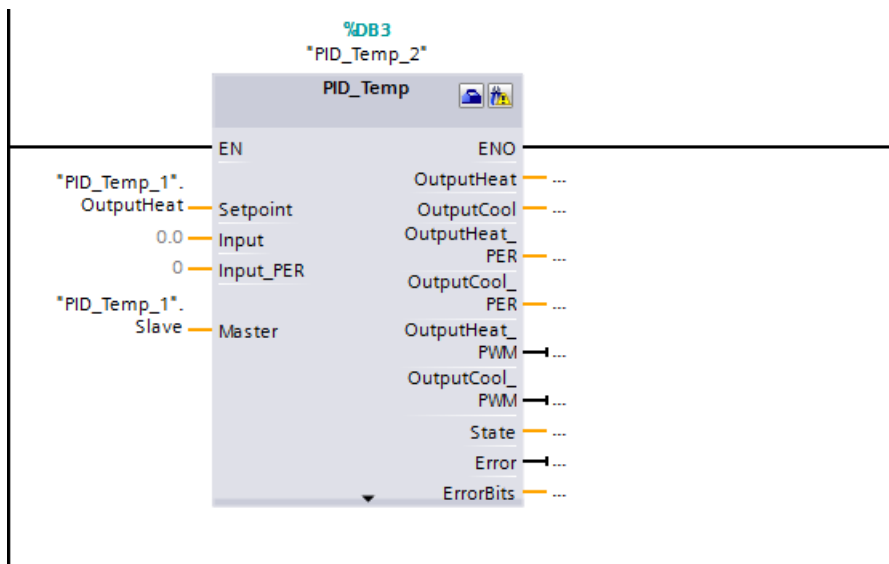 %DB3
"PID_Temp_2"
PID_Temp
EN
ENO
"PID_Temp_1".
OutputHeat
Setpoint
OutputHeat
...
0.0
Input
OutputCool
...
0
Input_PER
OutputHeat_
PER
...
"PID_Temp_1".
Slave
Master
OutputCool_
PER
...
OutputHeat_
PWM
...
OutputCool_
PWM
...
State
...
Error
...
ErrorBits
...